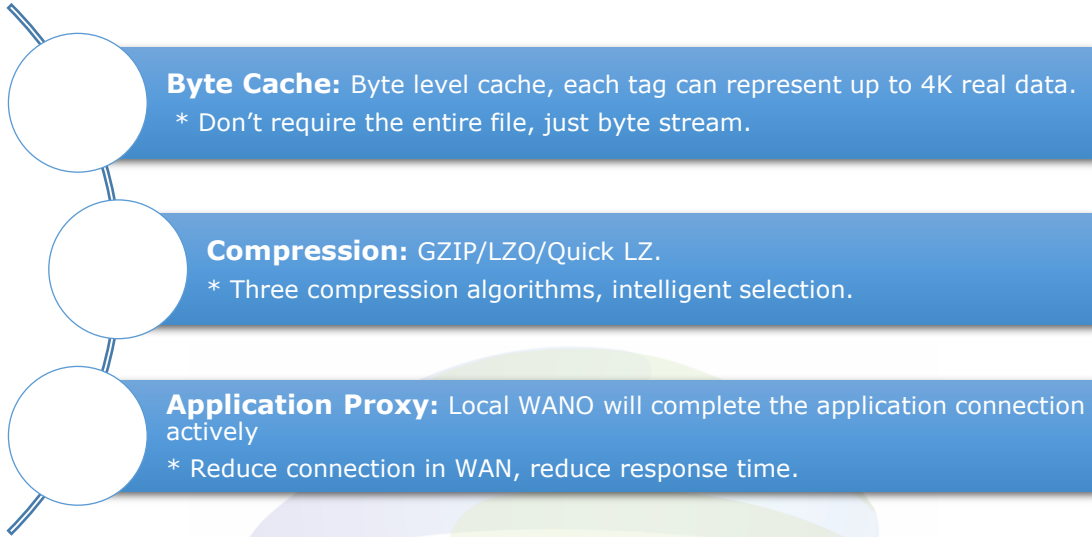 Byte Cache: Byte level cache, each tag can represent up to 4K real data.
* Don’t require the entire file, just byte stream.
Compression: GZIP/LZO/Quick LZ.
* Three compression algorithms, intelligent selection.
Application Proxy: Local WANO will complete the application connection
actively
* Reduce connection in WAN, reduce response time.